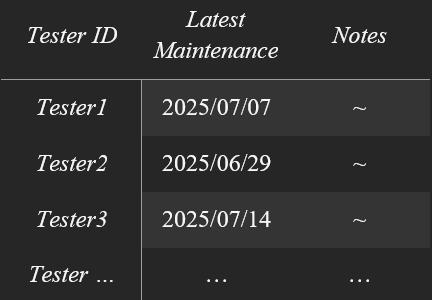 Tester ID Latest Maintenance Notes
Tester1 2025/07/07 ~
Tester2 2025/06/29 ~
Tester3 2025/07/14 ~
Tester … … …